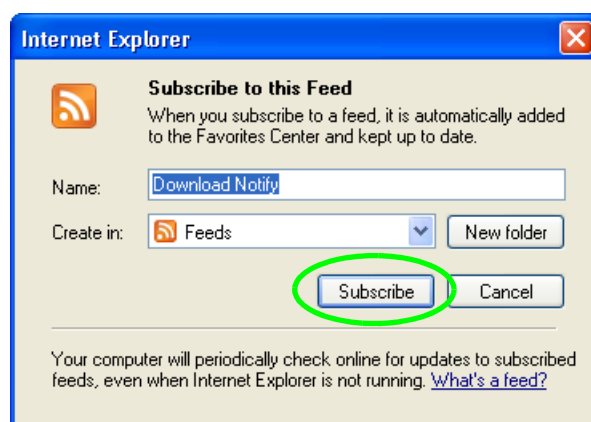 Internet Explorer
Subscribe to this Feed
When you subscribe to a feed, it is automatically added
to the Favorites Center and kept up to date.
Name: Download Notify
Create in: Feeds New folder
Subscribe Cancel
Your computer will periodically check online for updates to subscribed
feeds, even when Internet Explorer is not running. What's a feed?